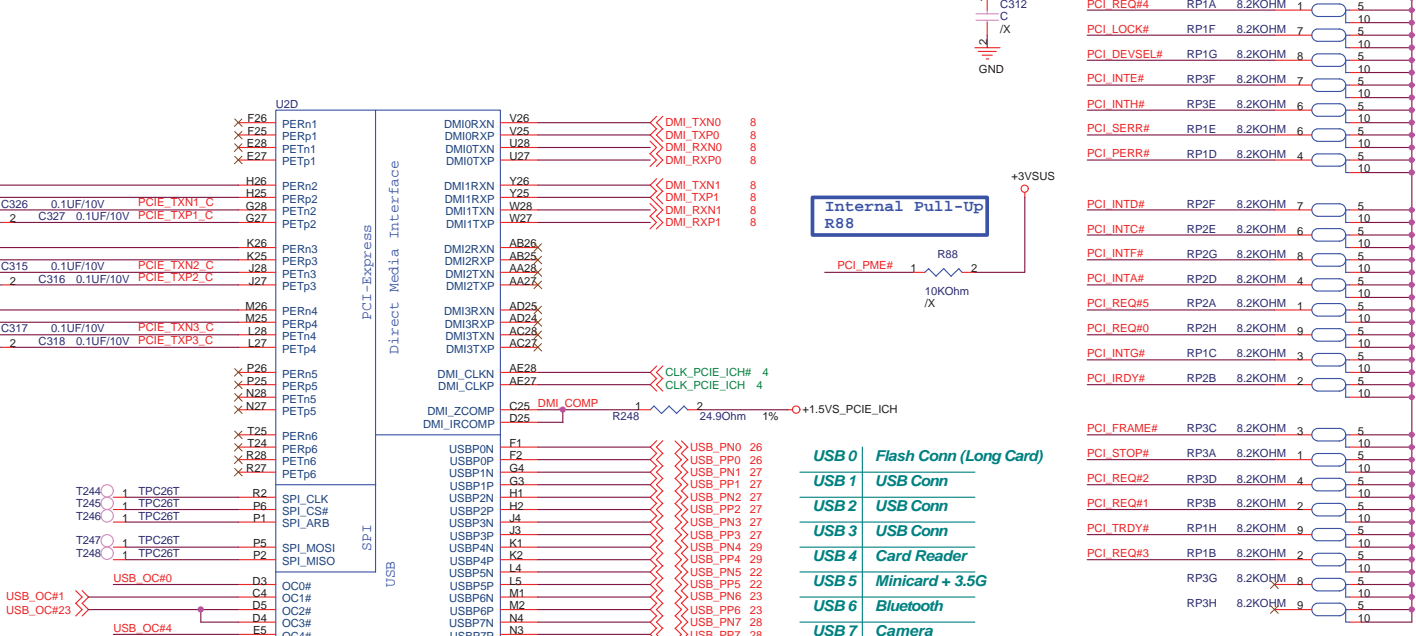 C312
C
/X
2
GND
PCI_REQ#4 RP1A 8.2KOHM 1 5
10
PCI_LOCK# RP1F 8.2KOHM 7 5
10
PCI_DEVSEL# RP1G 8.2KOHM 8 5
10
PCI_INTE# RP3F 8.2KOHM 7 5
10
PCI_INTH# RP3E 8.2KOHM 6 5
10
PCI_SERR# RP1E 8.2KOHM 6 5
10
PCI_PERR# RP1D 8.2KOHM 4 5
10
PCI_INTD# RP2F 8.2KOHM 7 5
10
PCI_INTC# RP2E 8.2KOHM 6 5
10
PCI_INTF# RP2G 8.2KOHM 8 5
10
PCI_INTA# RP2D 8.2KOHM 4 5
10
PCI_REQ#5 RP2A 8.2KOHM 1 5
10
PCI_REQ#0 RP2H 8.2KOHM 9 5
10
PCI_INTG# RP1C 8.2KOHM 3 5
10
PCI_IRDY# RP2B 8.2KOHM 2 5
10
PCI_FRAME# RP3C 8.2KOHM 3 5
10
PCI_STOP# RP3A 8.2KOHM 1 5
10
PCI_REQ#2 RP3D 8.2KOHM 4 5
10
PCI_REQ#1 RP3B 8.2KOHM 2 5
10
PCI_TRDY# RP1H 8.2KOHM 9 5
10
PCI_REQ#3 RP1B 8.2KOHM 2 5
10
RP3G 8.2KOHM 8 5
10
RP3H 8.2KOHM 9 5
10
U2D
F26 PERn1 DMI0RXN V26 DMI_TXN0 8
F25 PERp1 DMI0RXP V25 DMI_TXP0 8
E28 PETn1 DMI0TXN U28 DMI_RXN0 8
E27 PETp1 DMI0TXP U27 DMI_RXP0 8
H26 PERn2 DMI1RXN Y26 DMI_TXN1 8
H25 PERp2 DMI1RXP Y25 DMI_TXP1 8
C326 0.1UF/10V PCIE_TXN1_C G28 PETn2 DMI1TXN W28 DMI_RXN1 8
2 C327 0.1UF/10V PCIE_TXP1_C G27 PETp2 DMI1TXP W27 DMI_RXP1 8
K26 PERn3 DMI2RXN AB26
K25 PERp3 DMI2RXP AB25
C315 0.1UF/10V PCIE_TXN2_C J28 PETn3 DMI2TXN AA28
2 C316 0.1UF/10V PCIE_TXP2_C J27 PETp3 DMI2TXP AA27
M26 PERn4 DMI3RXN AD25
M25 PERp4 DMI3RXP AD24
C317 0.1UF/10V PCIE_TXN3_C L28 PETn4 DMI3TXN AC28
2 C318 0.1UF/10V PCIE_TXP3_C L27 PETp4 DMI3TXP AC27
P26 PERn5 DMI_CLKN AE28 CLK_PCIE_ICH# 4
P25 PERp5 DMI_CLKP AE27 CLK_PCIE_ICH 4
N28 PETn5
N27 PETp5 DMI_ZCOMP C25 DMI_COMP 1 R248 2 24.9Ohm 1% +1.5VS_PCIE_ICH
DMI_IRCOMP D25
T25 PERn6 USBP0N F1 USB_PN0 26
T24 PERp6 USBP0P F2 USB_PP0 26
R28 PETn6 USBP1N G4 USB_PN1 27
R27 PETp6 USBP1P G3 USB_PP1 27
T244 1 TPC26T R2 SPI_CLK USBP2N H1 USB_PN2 27
T245 1 TPC26T P6 SPI_CS# USBP2P H2 USB_PP2 27
T246 1 TPC26T P1 SPI_ARB USBP3N J4 USB_PN3 27
USBP3P J3 USB_PP3 27
T247 1 TPC26T P5 SPI_MOSI USBP4N K1 USB_PN4 29
T248 1 TPC26T P2 SPI_MISO USBP4P K2 USB_PP4 29
USBP5N L4 USB_PN5 22
USB_OC#0 D3 OC0# USBP5P L5 USB_PP5 22
USB_OC#1 C4 OC1# USBP6N M1 USB_PN6 23
USB_OC#23 D5 OC2# USBP6P M2 USB_PP6 23
D4 OC3# USBP7N N4 USB_PN7 28
USB_OC#4 E5 OC4# USBP7P N3 USB_PP7 28
PCI-Express
Direct Media Interface
SPI
USB
Internal Pull-Up
R88
+3VSUS
PCI_PME# 1 R88 2
10KOhm
/X
USB 0 Flash Conn (Long Card)
USB 1 USB Conn
USB 2 USB Conn
USB 3 USB Conn
USB 4 Card Reader
USB 5 Minicard + 3.5G
USB 6 Bluetooth
USB 7 Camera